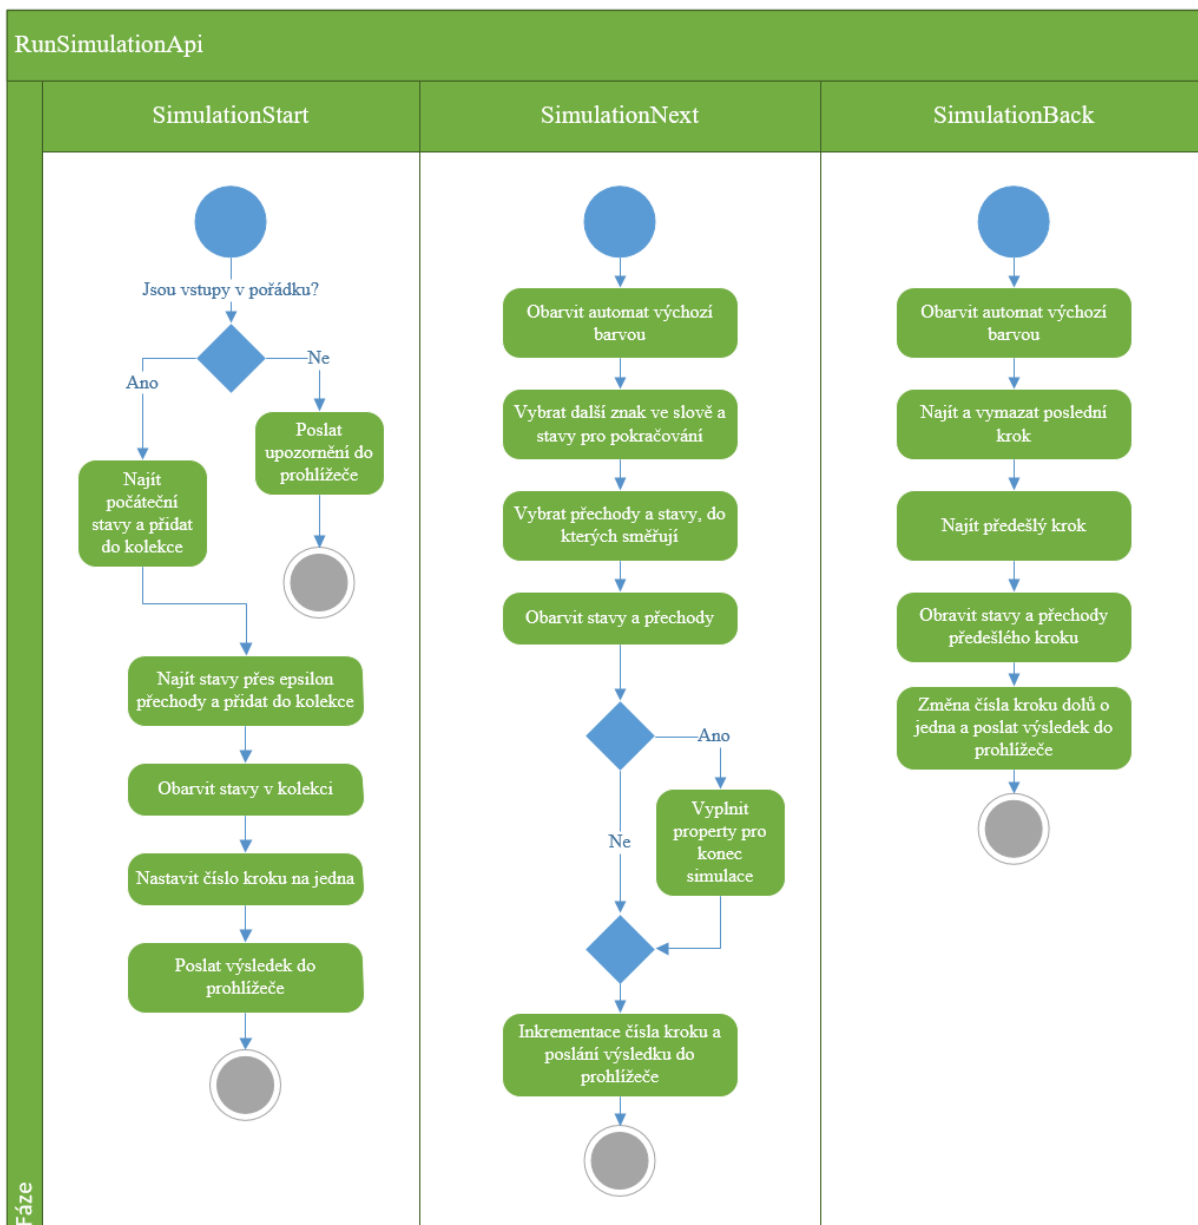 RunSimulationApi
Fáze
SimulationStart
Jsou vstupy v pořádku?
Ano
Ne
Poslat
upozornění do
prohlížeče
Najít
počáteční
stavy a přidat
do kolekce
Najít stavy přes epsilon
přechody a přidat do kolekce
Obarvit stavy v kolekci
Nastavit číslo kroku na jedna
Poslat výsledek do
prohlížeče
SimulationNext
Obarvit automat výchozí
barvou
Vybrat další znak ve slově a
stavy pro pokračování
Vybrat přechody a stavy, do
kterých směřují
Obarvit stavy a přechody
Ano
Ne
Vyplnit
property pro
konec
simulace
Inkrementace čísla kroku a
poslání výsledku do
prohlížeče
SimulationBack
Obarvit automat výchozí
barvou
Najít a vymazat poslední
krok
Najít předešlý krok
Obravit stavy a přechody
předešlého kroku
Změna čísla kroku dolů o
jedna a poslat výsledek do
prohlížeče